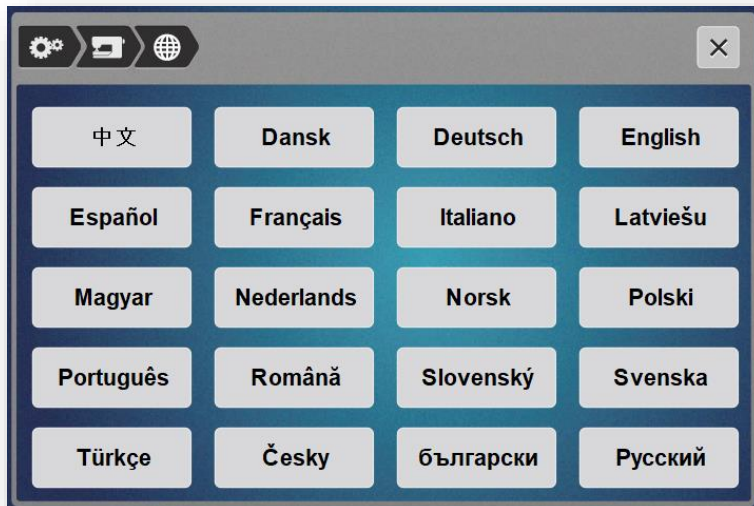 中文 Dansk Deutsch English
Español Français Italiano Latviešu
Magyar Nederlands Norsk Polski
Português Română Slovenský Svenska
Türkçe Česky български Русский